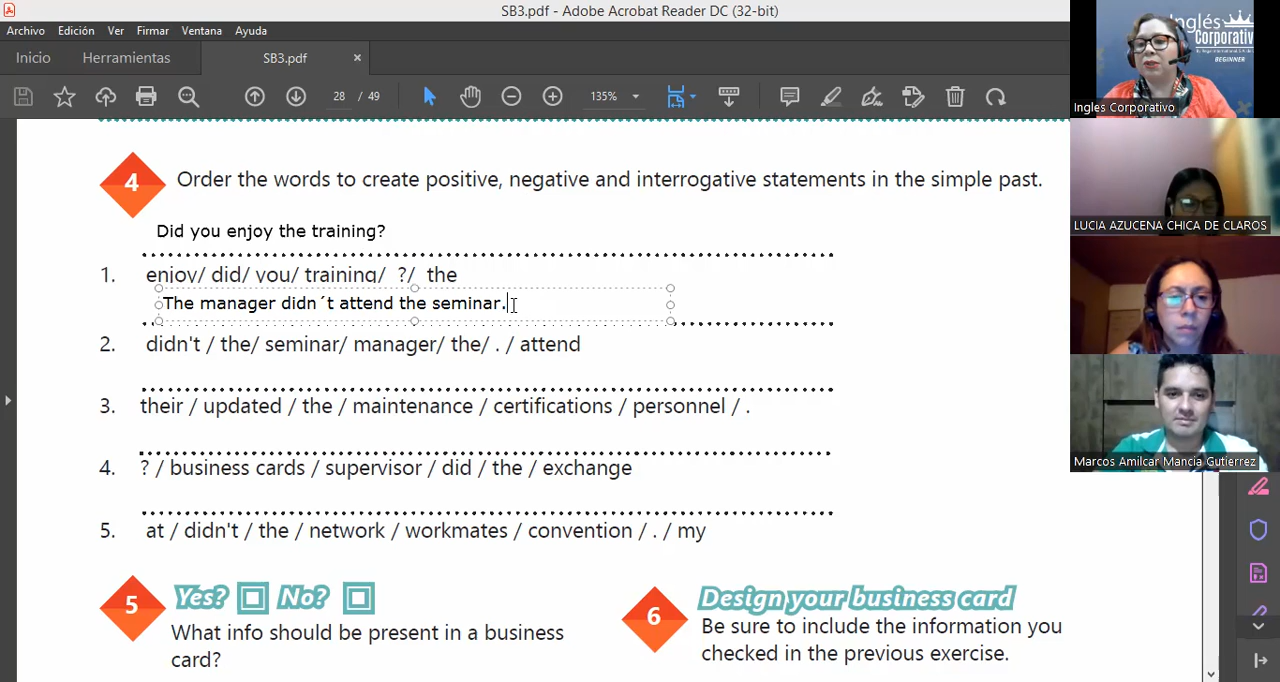 SB3.pdf - Adobe Acrobat Reader DC (32-bit)
Archivo Edición Ver Firmar Ventana Ayuda
Inicio Herramientas SB3.pdf ×
28 / 49 135%
4 Order the words to create positive, negative and interrogative statements in the simple past.
Did you enjoy the training?
1. enjoy/ did/ you/ training/ ?/ the
The manager didn´t attend the seminar.
2. didn't / the/ seminar/ manager/ the/ . / attend
3. their / updated / the / maintenance / certifications / personnel / .
4. ? / business cards / supervisor / did / the / exchange
5. at / didn't / the / network / workmates / convention / . / my
5 Yes? No?
What info should be present in a business
card?
6 Design your business card
Be sure to include the information you
checked in the previous exercise.
Inglés
Corporativo
BEGINNER
Ingles Corporativo
LUCIA AZUCENA CHICA DE CLAROS
Marcos Amilcar Mancia Gutierrez